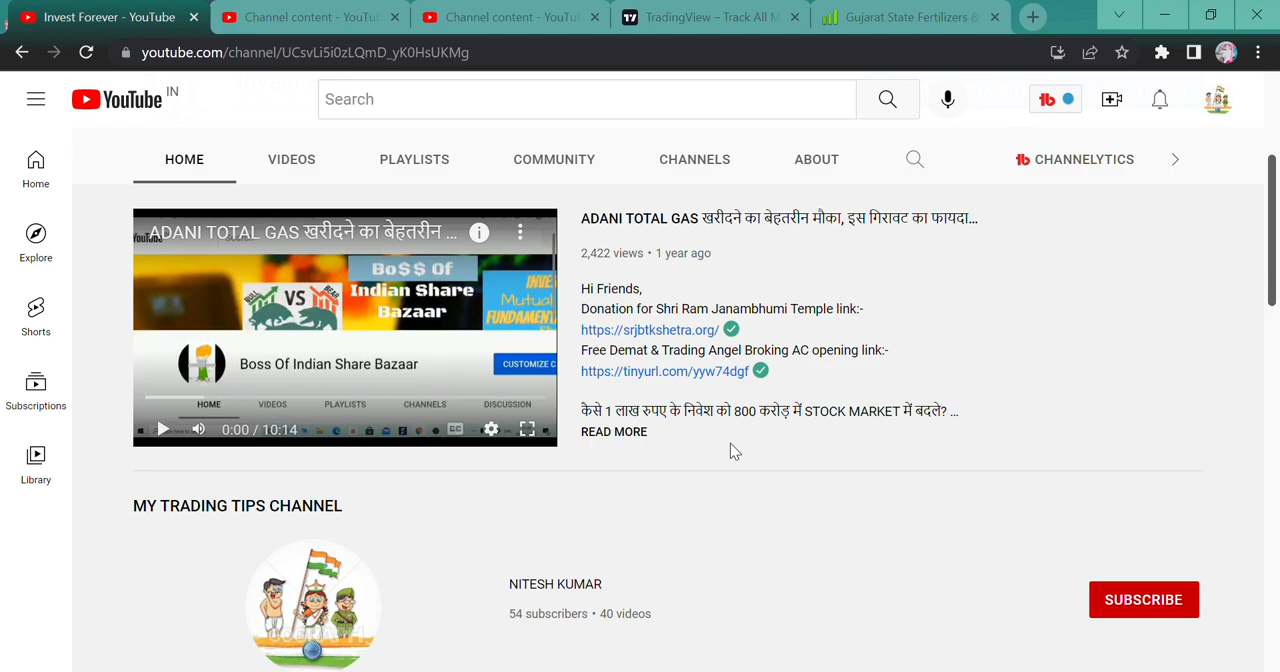 Invest Forever - YouTube
Channel content - YouTu
Channel content - YouTul
TradingView – Track All M
Gujarat State Fertilizers &
youtube.com/channel/UCsvLi5i0zLQmD_yK0HsUKMg
YouTube IN
Search
HOME VIDEOS PLAYLISTS COMMUNITY CHANNELS ABOUT CHANNELYTICS
Home
Explore
Shorts
Subscriptions
Library
ADANI TOTAL GAS खरीदने का बेहतरीन ...
Bo$$ Of
Indian Share
Bazaar
VS
INVE
Mutual
FUNDAMENT
Boss Of Indian Share Bazaar
CUSTOMIZE C
HOME VIDEOS PLAYLISTS CHANNELS DISCUSSION
0:00 / 10:14
ADANI TOTAL GAS खरीदने का बेहतरीन मौका, इस गिरावट का फायदा...
2,422 views • 1 year ago
Hi Friends,
Donation for Shri Ram Janambhumi Temple link:-
https://srjbtkshetra.org/
Free Demat & Trading Angel Broking AC opening link:-
https://tinyurl.com/yyw74dgf
कैसे 1 लाख रुपए के निवेश को 800 करोड़ में STOCK MARKET में बदले? ...
READ MORE
MY TRADING TIPS CHANNEL
NITESH KUMAR
54 subscribers • 40 videos
SUBSCRIBE